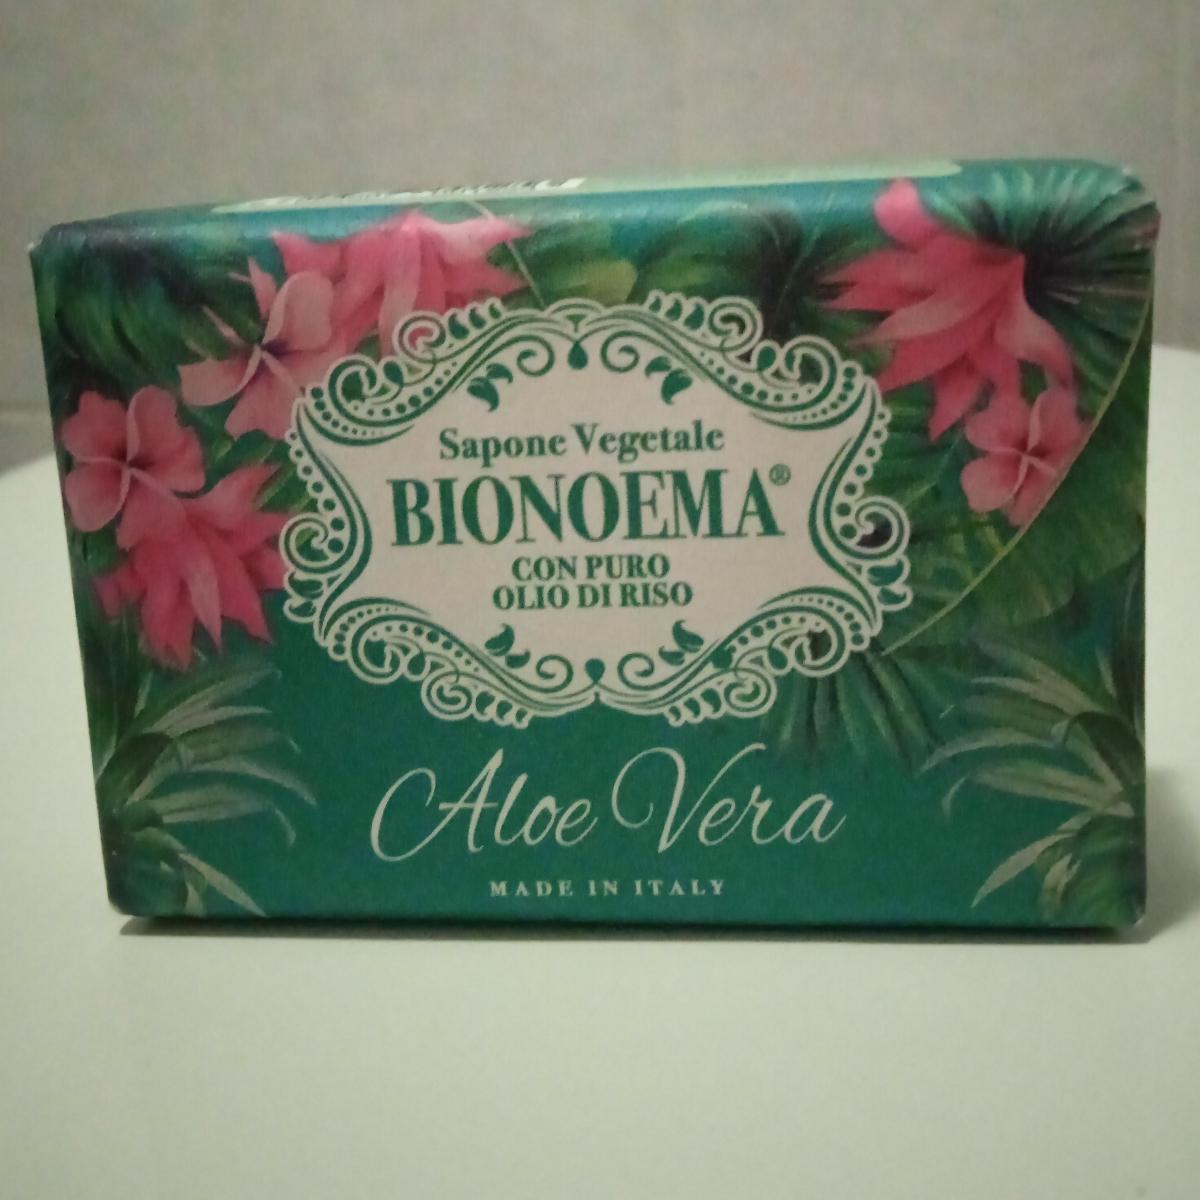 Sapone Vegetale
BIONOEMA®
CON PURO
OLIO DI RISO
Aloe Vera
MADE IN ITALY